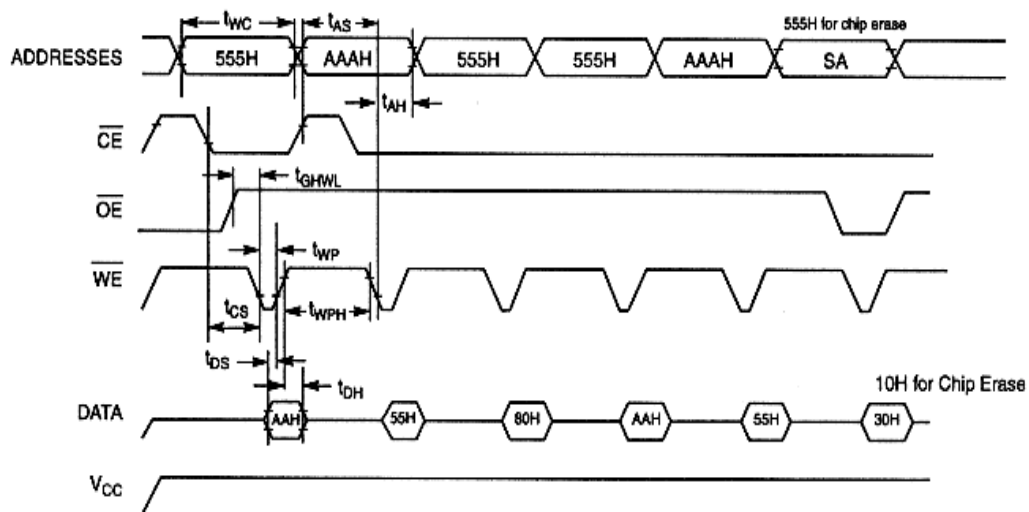 tWC
tAS
555H for chip erase
ADDRESSES
555H
AAAH
555H
555H
AAAH
SA
tAH
CE
tGHWL
OE
tWP
WE
tCS
tWPH
tDS
tDH
10H for Chip Erase
DATA
AAH
55H
80H
AAH
55H
30H
VCC